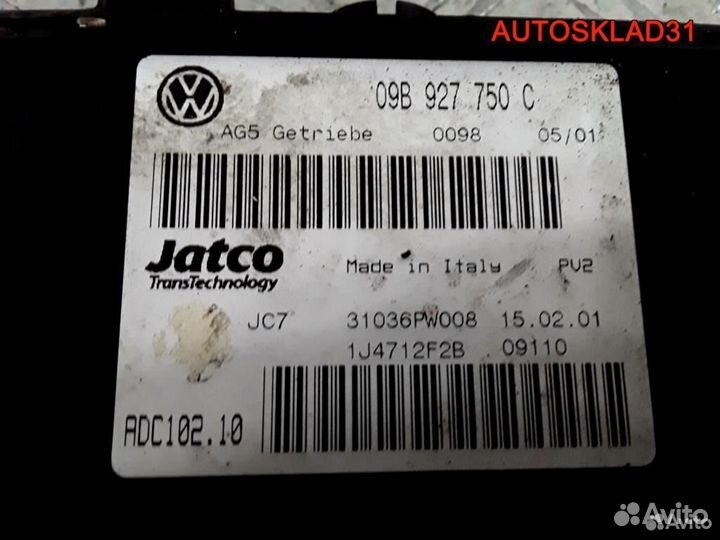 AUTOSKLAD31
09B 927 750 C
AG5 Getriebe 0098 05/01
Jatco
TransTechnology
Made in Italy PV2
JC7 31036PW008 15.02.01
1J4712F2B 09110
ADC102.10
Avito
Avito